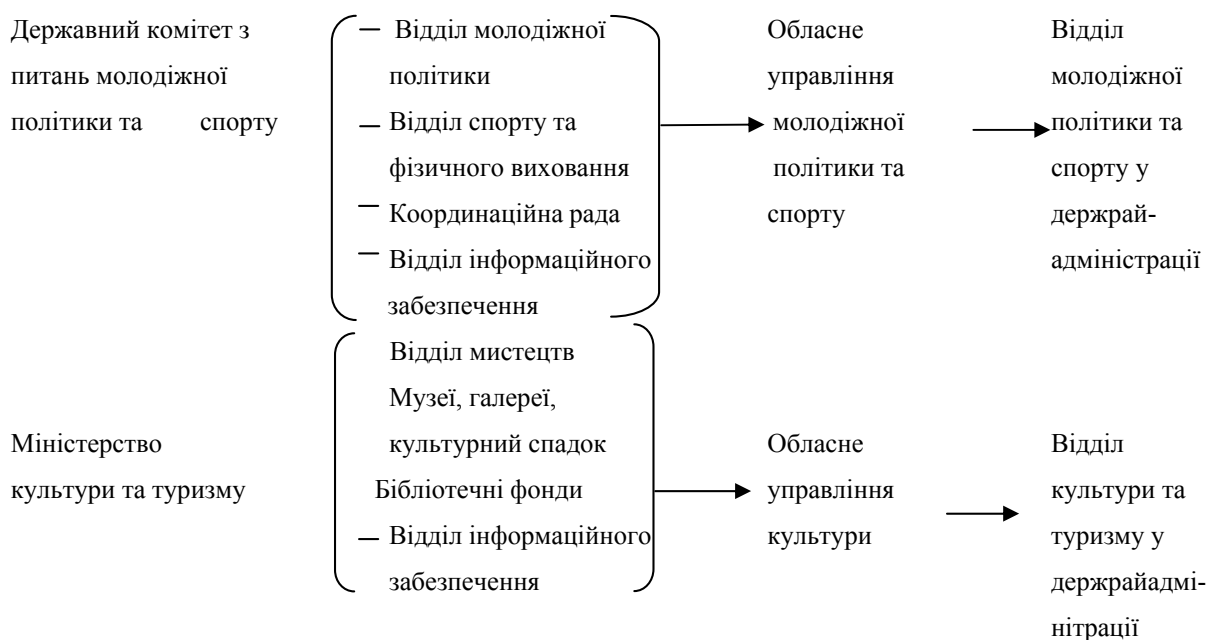 Державний комітет з
питань молодіжної
політики та спорту
— Відділ молодіжної
політики
— Відділ спорту та
фізичного виховання
— Координаційна рада
— Відділ інформаційного
забезпечення
Обласне
управління
молодіжної
політики та
спорту
Відділ
молодіжної
політики та
спорту у
держрай-
адміністрації
Міністерство
культури та туризму
Відділ мистецтв
Музеї, галереї,
культурний спадок
Бібліотечні фонди
— Відділ інформаційного
забезпечення
Обласне
управління
культури
Відділ
культури та
туризму у
держрайадмі-
нітрації